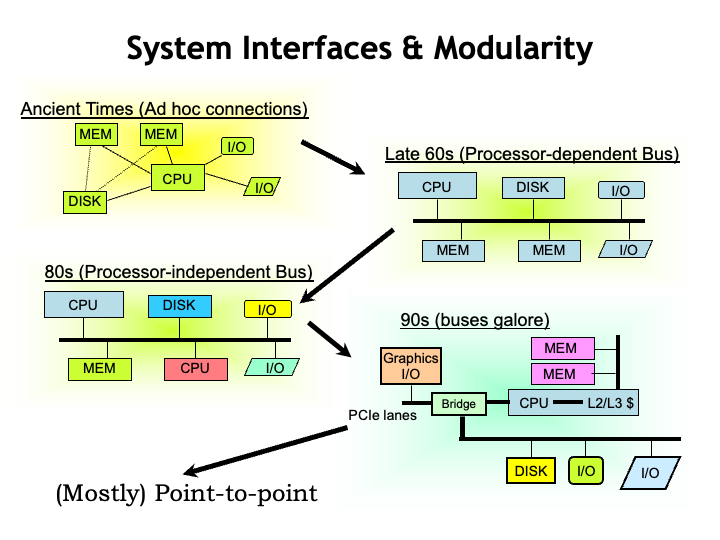 System Interfaces & Modularity
Ancient Times (Ad hoc connections)
MEM
MEM
I/O
CPU
I/O
DISK
Late 60s (Processor-dependent Bus)
CPU
DISK
I/O
MEM
MEM
I/O
80s (Processor-independent Bus)
CPU
DISK
I/O
MEM
CPU
I/O
90s (buses galore)
MEM
Graphics
I/O
MEM
Bridge
CPU
L2/L3 $
PCIe lanes
DISK
I/O
I/O
(Mostly) Point-to-point